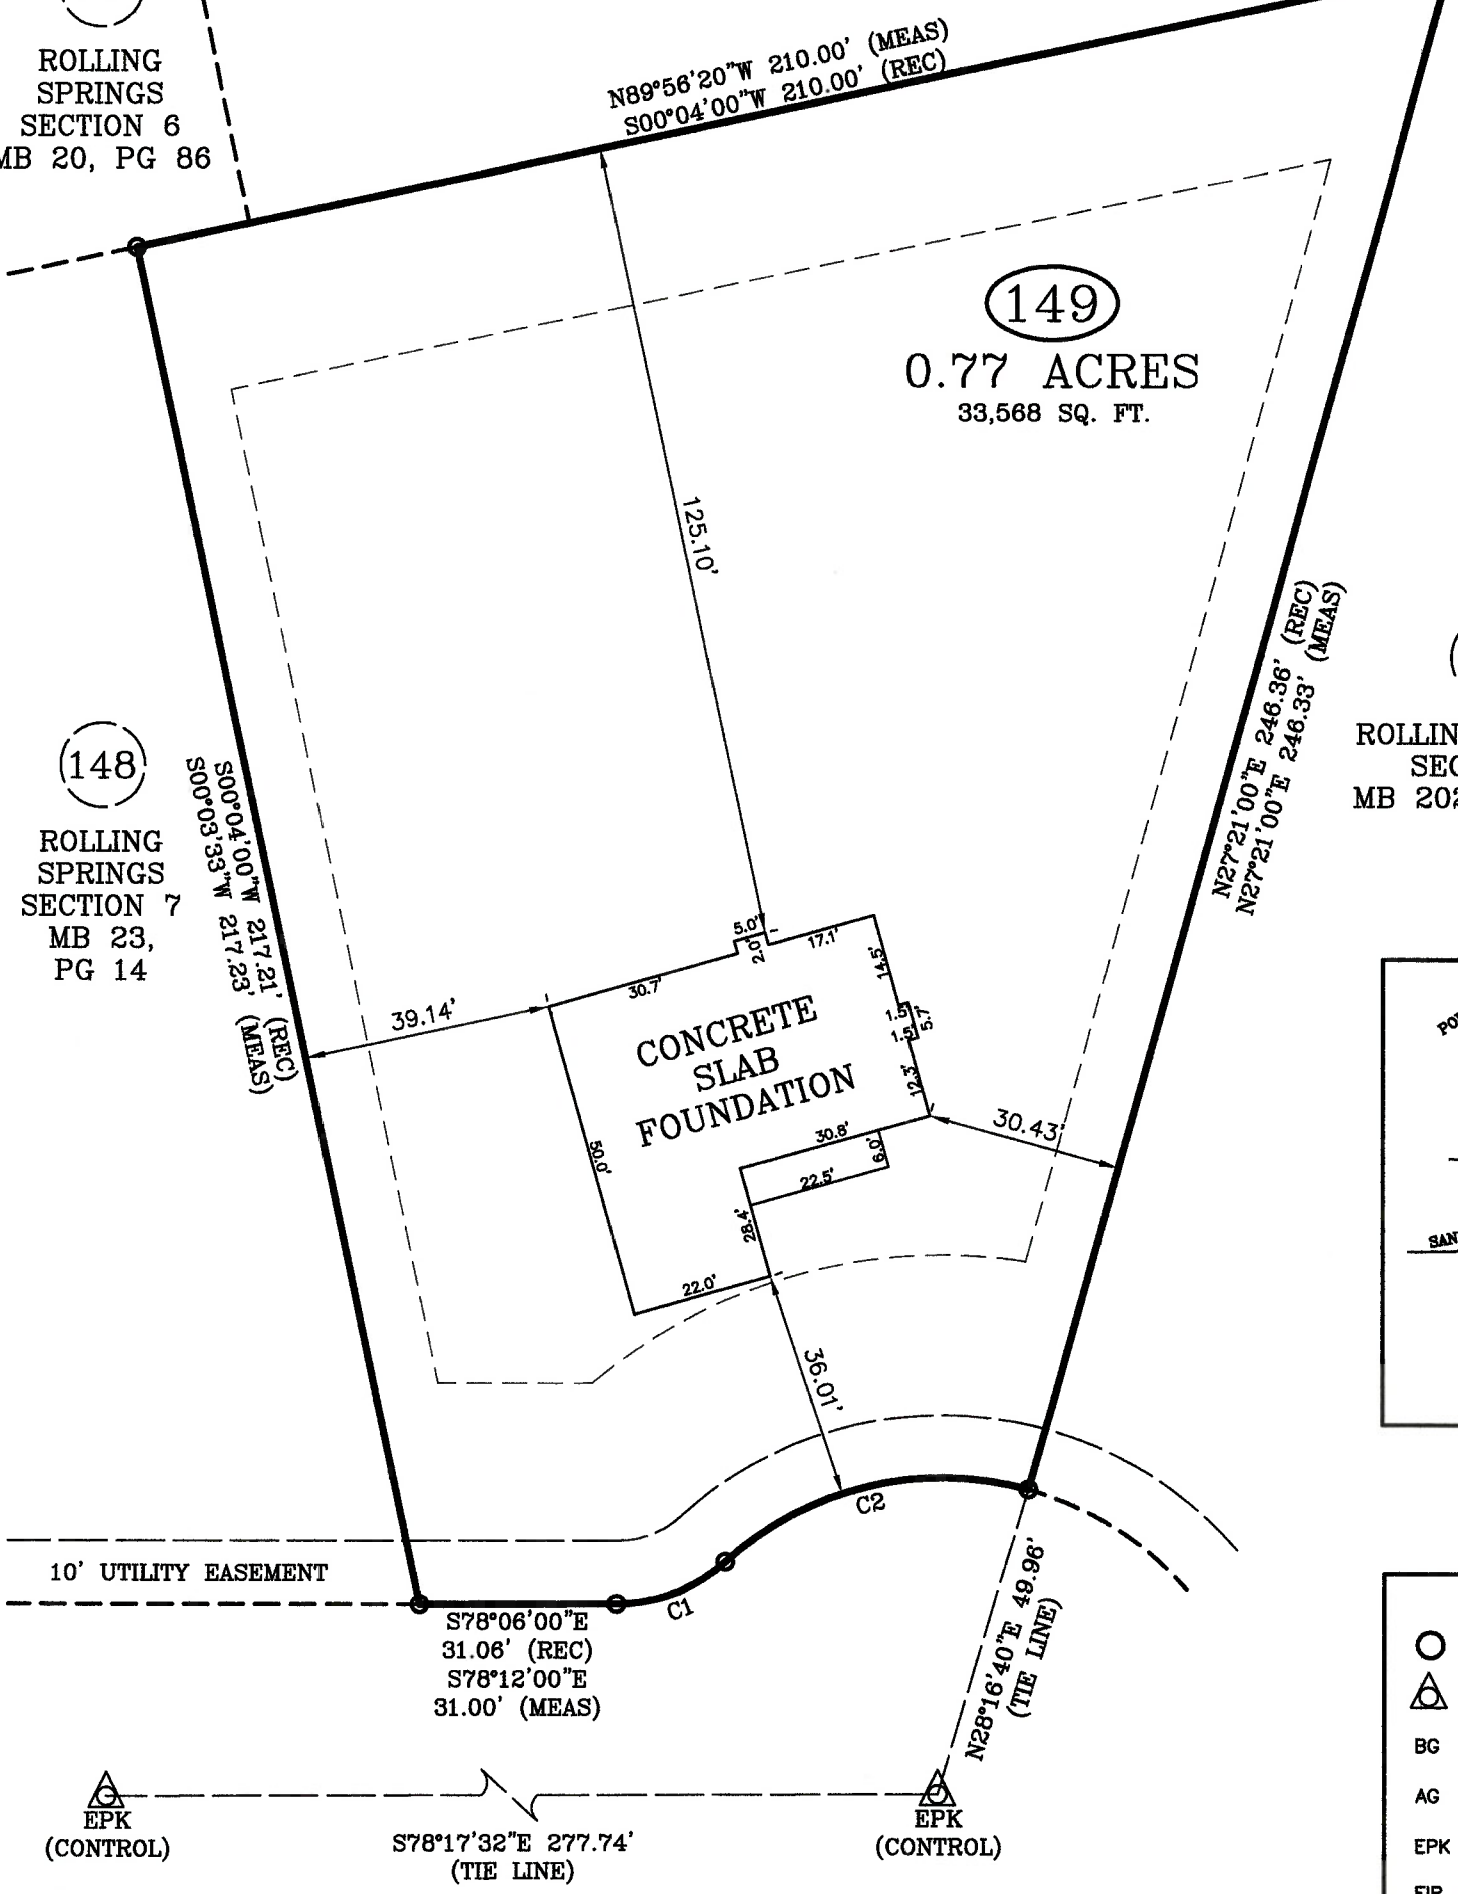 ROLLING
SPRINGS
SECTION 6
MB 20, PG 86
N89°56'20"W 210.00' (MEAS)
S00°04'00"W 210.00' (REC)
149
0.77 ACRES
33,568 SQ. FT.
125.10'
148
ROLLING
SPRINGS
SECTION 7
MB 23,
PG 14
S00°04'00"W 217.21' (REC)
S00°03'33"W 217.23' (MEAS)
N27°21'00"E 246.36' (REC)
N27°21'00"E 246.33' (MEAS)
ROLLIN
SEC
MB 202
39.14'
30.7'
5.0'
2.0'
17.1'
14.5'
1.5'
5.7'
1.5'
12.3'
CONCRETE
SLAB
FOUNDATION
30.8'
6.0'
22.5'
28.4'
50.0'
22.0'
30.43'
36.01'
SAN
C2
C1
10' UTILITY EASEMENT
S78°06'00"E
31.06' (REC)
S78°12'00"E
31.00' (MEAS)
N28°16'40"E 49.96'
(TIE LINE)
EPK
(CONTROL)
S78°17'32"E 277.74'
(TIE LINE)
EPK
(CONTROL)
BG
AG
EPK